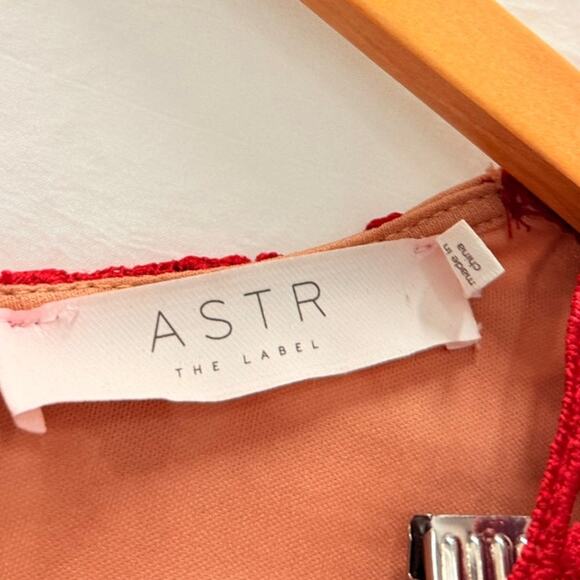 ASTR
THE LABEL
made in
china